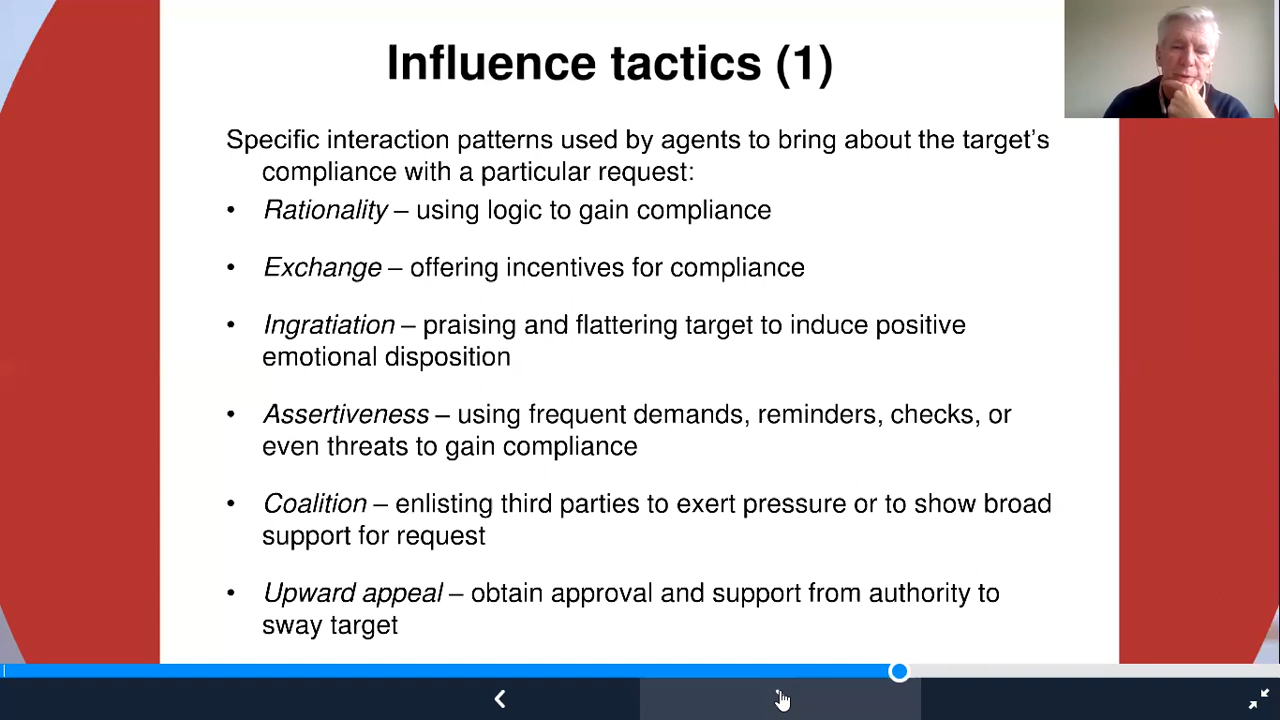 Influence tactics (1)
Specific interaction patterns used by agents to bring about the target’s
compliance with a particular request:
• Rationality – using logic to gain compliance
• Exchange – offering incentives for compliance
• Ingratiation – praising and flattering target to induce positive
emotional disposition
• Assertiveness – using frequent demands, reminders, checks, or
even threats to gain compliance
• Coalition – enlisting third parties to exert pressure or to show broad
support for request
• Upward appeal – obtain approval and support from authority to
sway target